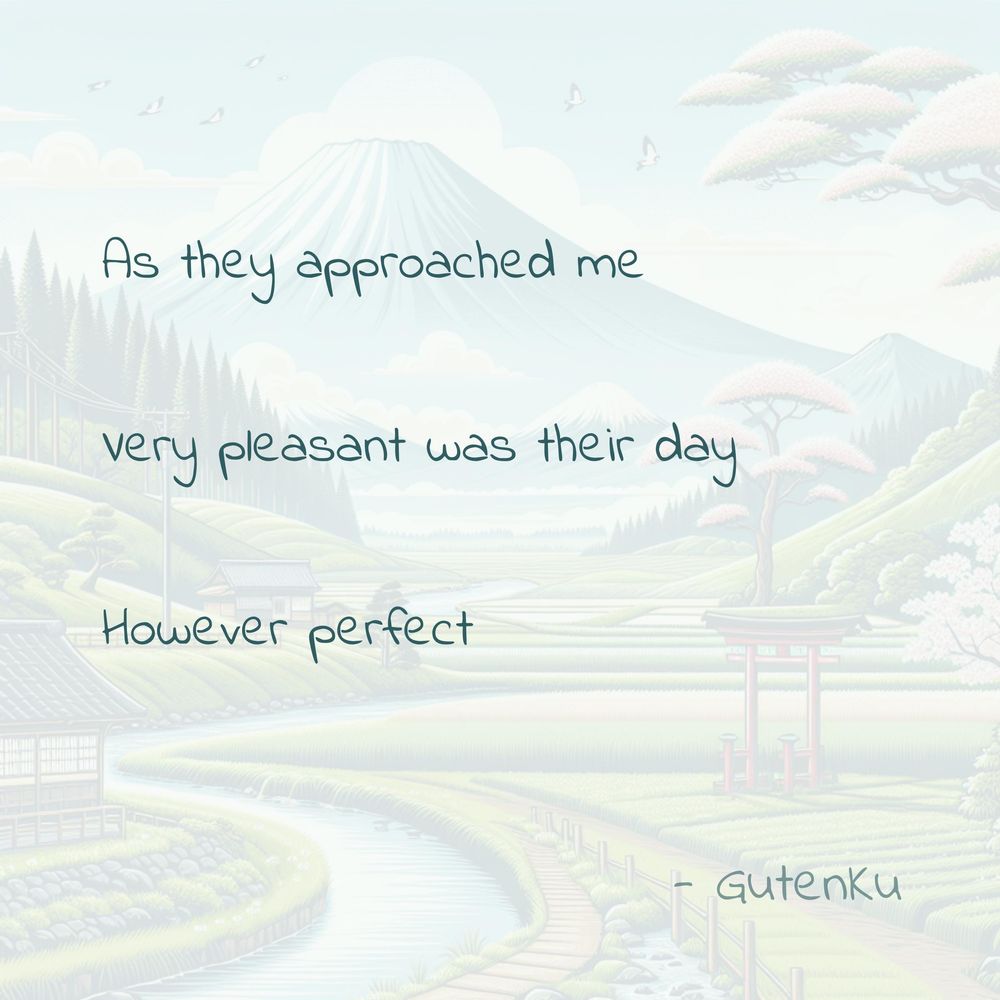 As they approached me
very pleasant was their day
However perfect
- GutenKu